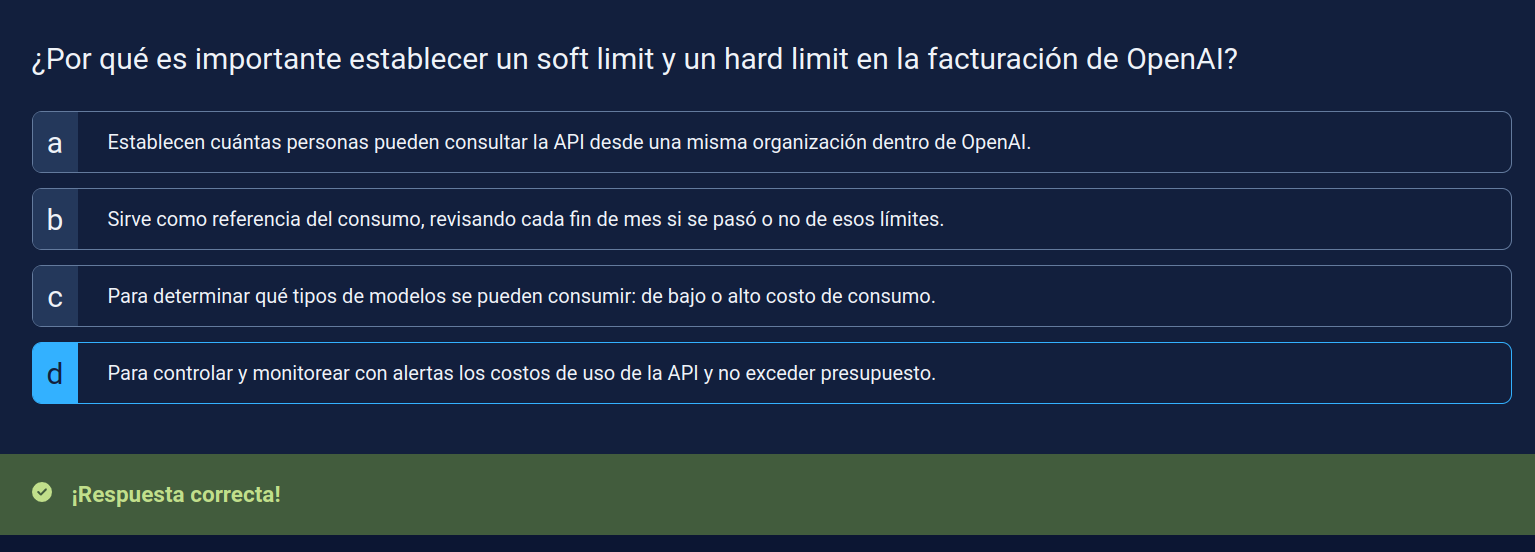 ¿Por qué es importante establecer un soft limit y un hard limit en la facturación de OpenAI?
a Establecen cuántas personas pueden consultar la API desde una misma organización dentro de OpenAI.
b Sirve como referencia del consumo, revisando cada fin de mes si se pasó o no de esos límites.
c Para determinar qué tipos de modelos se pueden consumir: de bajo o alto costo de consumo.
d Para controlar y monitorear con alertas los costos de uso de la API y no exceder presupuesto.
¡Respuesta correcta!